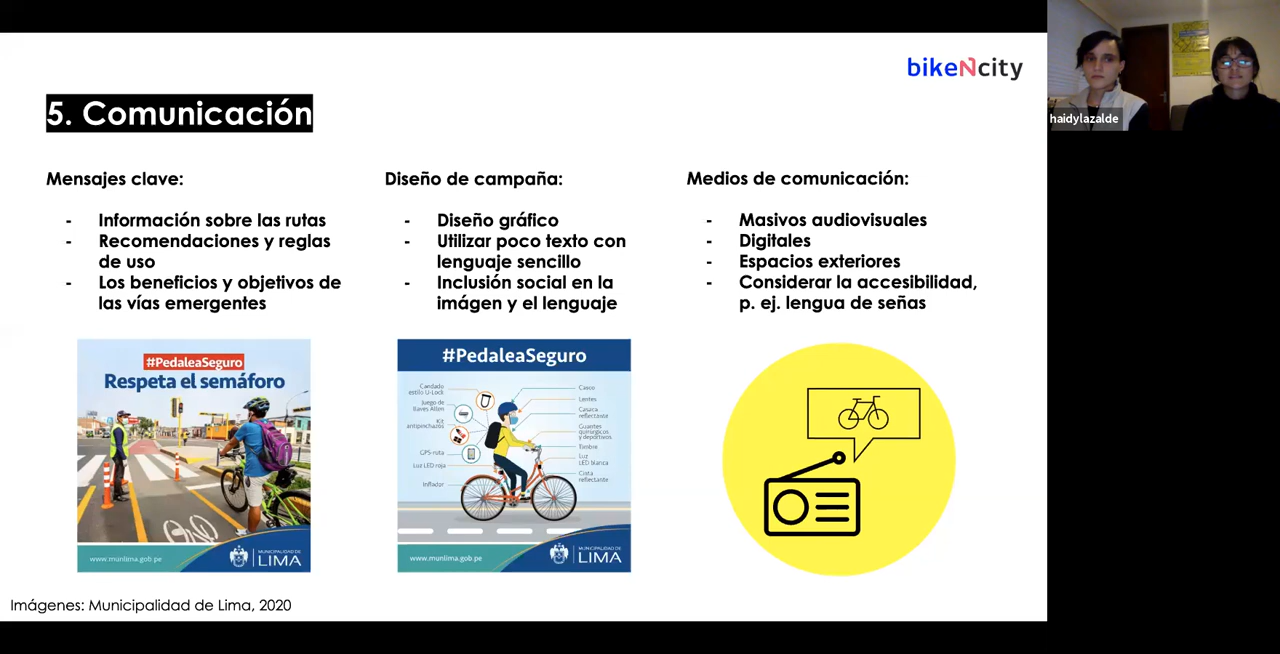 bikeNcity
haidylazalde
5. Comunicación
Mensajes clave:
- Información sobre las rutas
- Recomendaciones y reglas
de uso
- Los beneficios y objetivos de
las vías emergentes
Diseño de campaña:
- Diseño gráfico
- Utilizar poco texto con
lenguaje sencillo
- Inclusión social en la
imágen y el lenguaje
Medios de comunicación:
- Masivos audiovisuales
- Digitales
- Espacios exteriores
- Considerar la accesibilidad,
p. ej. lengua de señas
#PedaleaSeguro
Respeta el semáforo
www.munlima.gob.pe
MUNICIPALIDAD DE
LIMA
#PedaleaSeguro
Candado
estilo U-Lock
Juego de
llaves Allen
Kit
antipinchazos
GPS-ruta
Luz LED roja
Inflador
Casco
Lentes
Casaca
reflectante
Guantes
quirúrgicos
y deportivos
Timbre
Luz
LED blanca
Cinta
reflectante
www.munlima.gob.pe
MUNICIPALIDAD DE
LIMA
Imágenes: Municipalidad de Lima, 2020